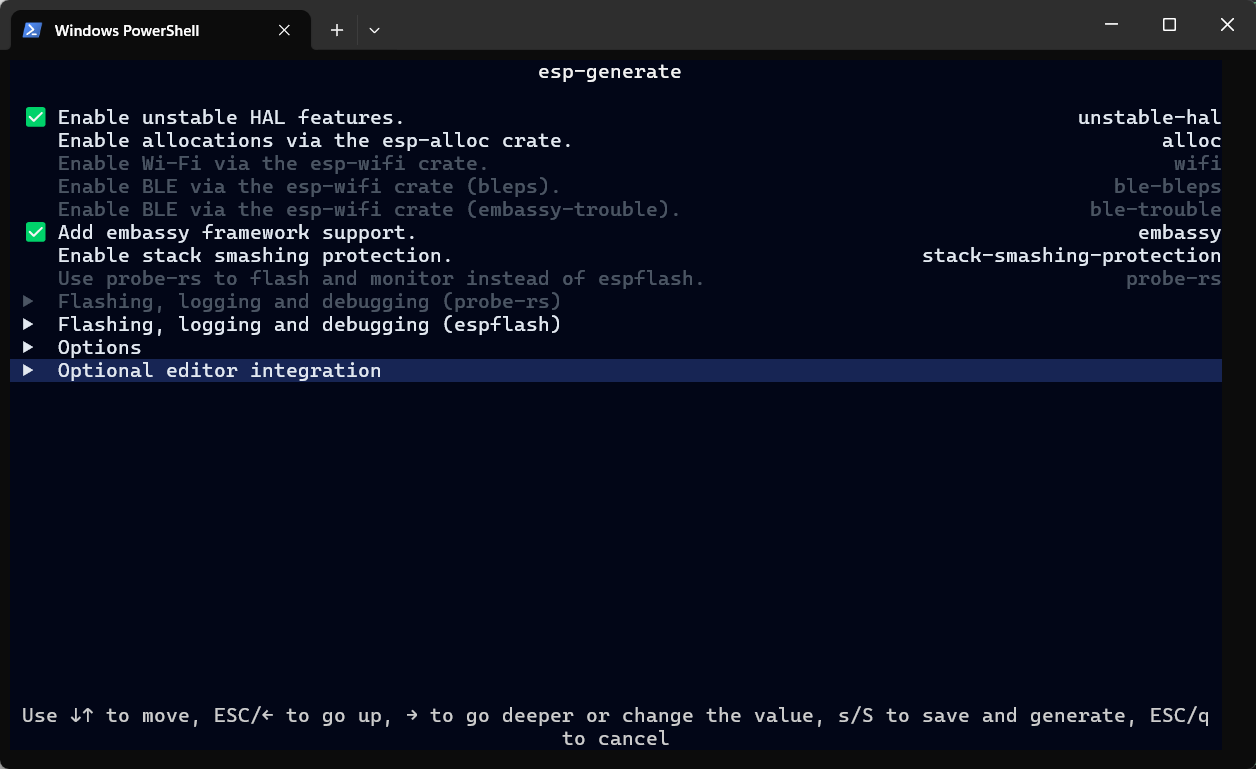 Windows PowerShell
esp-generate
Enable unstable HAL features. unstable-hal
Enable allocations via the esp-alloc crate. alloc
Enable Wi-Fi via the esp-wifi crate. wifi
Enable BLE via the esp-wifi crate (bleps). ble-bleps
Enable BLE via the esp-wifi crate (embassy-trouble). ble-trouble
Add embassy framework support. embassy
Enable stack smashing protection. stack-smashing-protection
Use probe-rs to flash and monitor instead of espflash. probe-rs
▶ Flashing, logging and debugging (probe-rs)
▶ Flashing, logging and debugging (espflash)
▶ Options
▶ Optional editor integration
Use ↓↑ to move, ESC/← to go up, → to go deeper or change the value, s/S to save and generate, ESC/q
to cancel